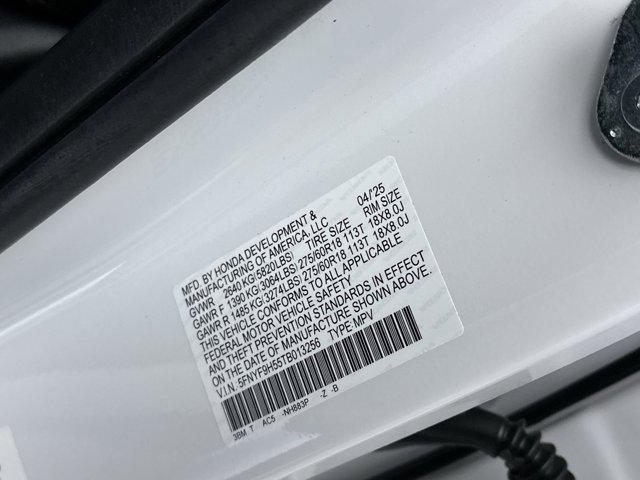 MFD. BY HONDA DEVELOPMENT & 04/25
MANUFACTURING OF AMERICA, LLC
GVWR 2640 KG(5820LBS) TIRE SIZE RIM SIZE
GAWR F 1390 KG(3064LBS) 275/60R18 113T 18X8.0J
GAWR R 1485 KG(3274LBS) 275/60R18 113T 18X8.0J
THIS VEHICLE CONFORMS TO ALL APPLICABLE
FEDERAL MOTOR VEHICLE SAFETY
AND THEFT PREVENTION STANDARDS IN EFFECT
ON THE DATE OF MANUFACTURE SHOWN ABOVE.
V.I.N. 5FNYF9H55TB013256 TYPE:MPV
3BM T AC5 -NH883P -Z -B